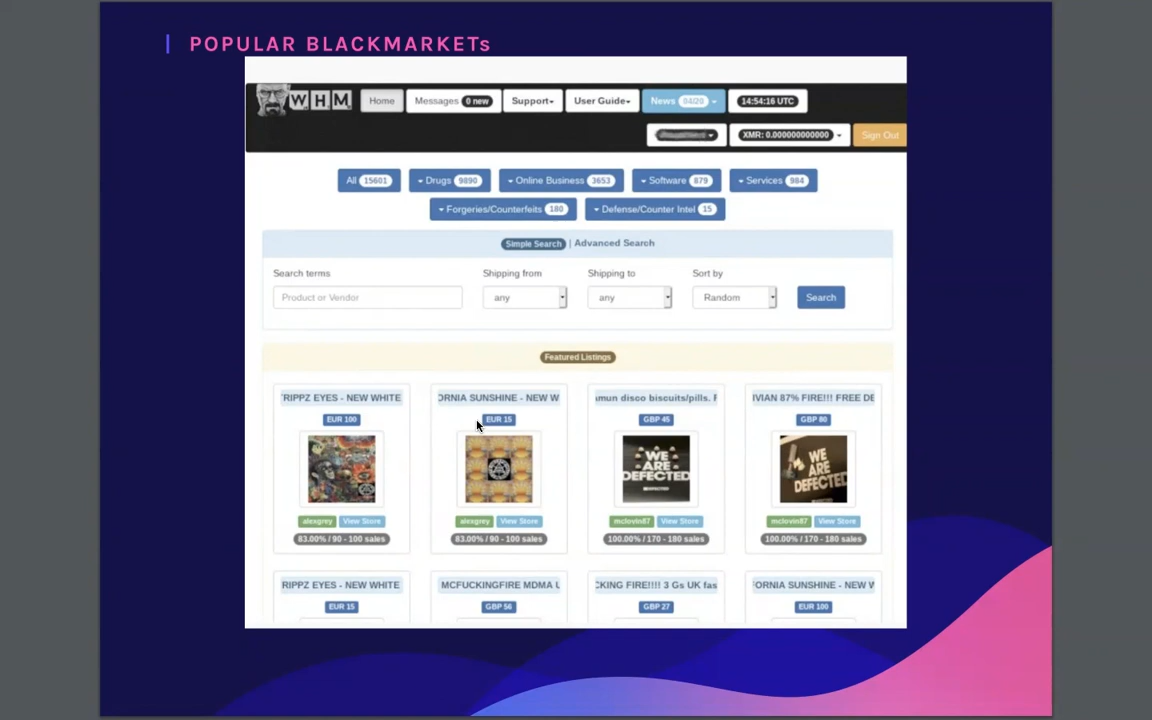 POPULAR BLACKMARKETs
WHM Home Messages 0 new Support User Guide News 04/20 14:54:16 UTC
XMR: 0.000000000000 Sign Out
All 15601 Drugs 9890 Online Business 3653 Software 879 Services 984
Forgeries/Counterfeits 180 Defense/Counter Intel 15
Simple Search | Advanced Search
Search terms Shipping from Shipping to Sort by
Product or Vendor any any Random Search
Featured Listings
RIPPZ EYES - NEW WHITE ORNIA SUNSHINE - NEW W amun disco biscuits/pills. F IVIAN 87% FIRE!!! FREE DE
EUR 100 EUR 15 GBP 45 GBP 80
WE ARE DEFECTED WE ARE DEFECTED
alexgrey View Store alexgrey View Store mclovin87 View Store mclovin87 View Store
83.00% / 90 - 100 sales 83.00% / 90 - 100 sales 100.00% / 170 - 180 sales 100.00% / 170 - 180 sales
RIPPZ EYES - NEW WHITE MCFUCKINGFIRE MDMA U CKING FIRE!!!! 3 Gs UK fas FORNIA SUNSHINE - NEW W
EUR 15 GBP 56 GBP 27 EUR 100